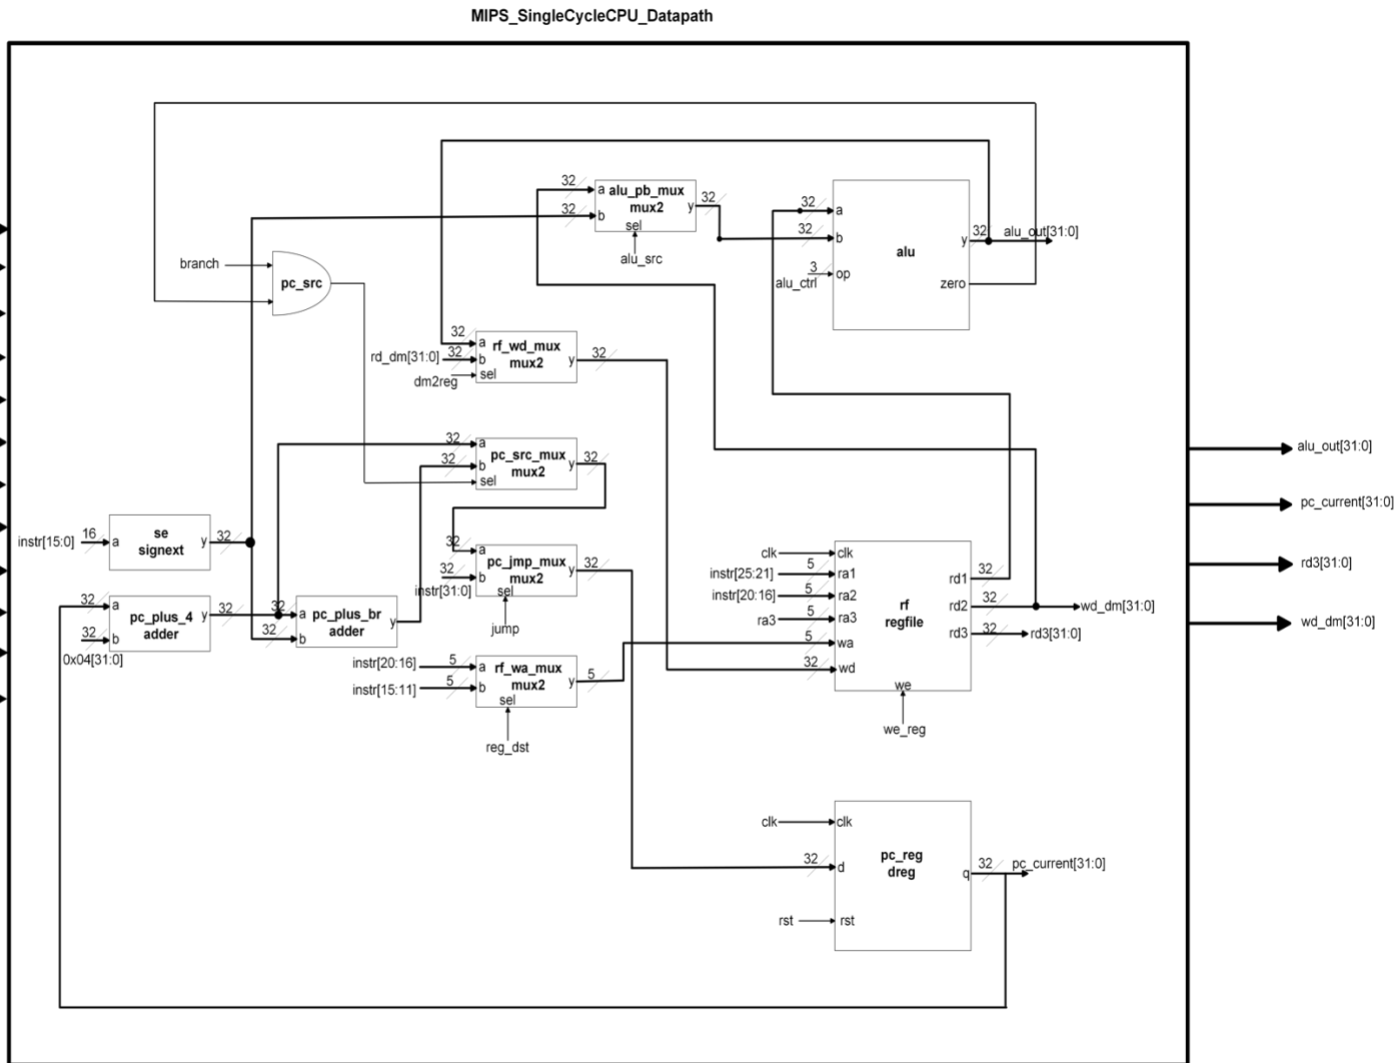 MIPS_SingleCycleCPU_Datapath
32
a
alu_pb_mux
mux2
32
b
y
32
sel
alu_src
32
a
32
b
3
op
alu_ctrl
alu
32
y
alu_out[31:0]
zero
branch
pc_src
32
a
rd_dm[31:0]
32
b
dm2reg
sel
rf_wd_mux
mux2
y
32
32
a
32
b
sel
pc_src_mux
mux2
y
32
alu_out[31:0]
pc_current[31:0]
rd3[31:0]
wd_dm[31:0]
instr[15:0]
16
a
se
signext
y
32
32
a
32
b
instr[31:0]
pc_jmp_mux
mux2
sel
y
32
jump
32
a
32
b
0x04[31:0]
pc_plus_4
adder
y
32
32
a
32
b
pc_plus_br
adder
y
instr[20:16]
5
a
instr[15:11]
5
b
rf_wa_mux
mux2
sel
y
5
reg_dst
clk
clk
instr[25:21]
5
ra1
instr[20:16]
5
ra2
ra3
5
ra3
5
wa
32
wd
rf
regfile
rd1
32
rd2
32
wd_dm[31:0]
rd3
32
rd3[31:0]
we
we_reg
clk
clk
32
d
rst
rst
pc_reg
dreg
q
32
pc_current[31:0]